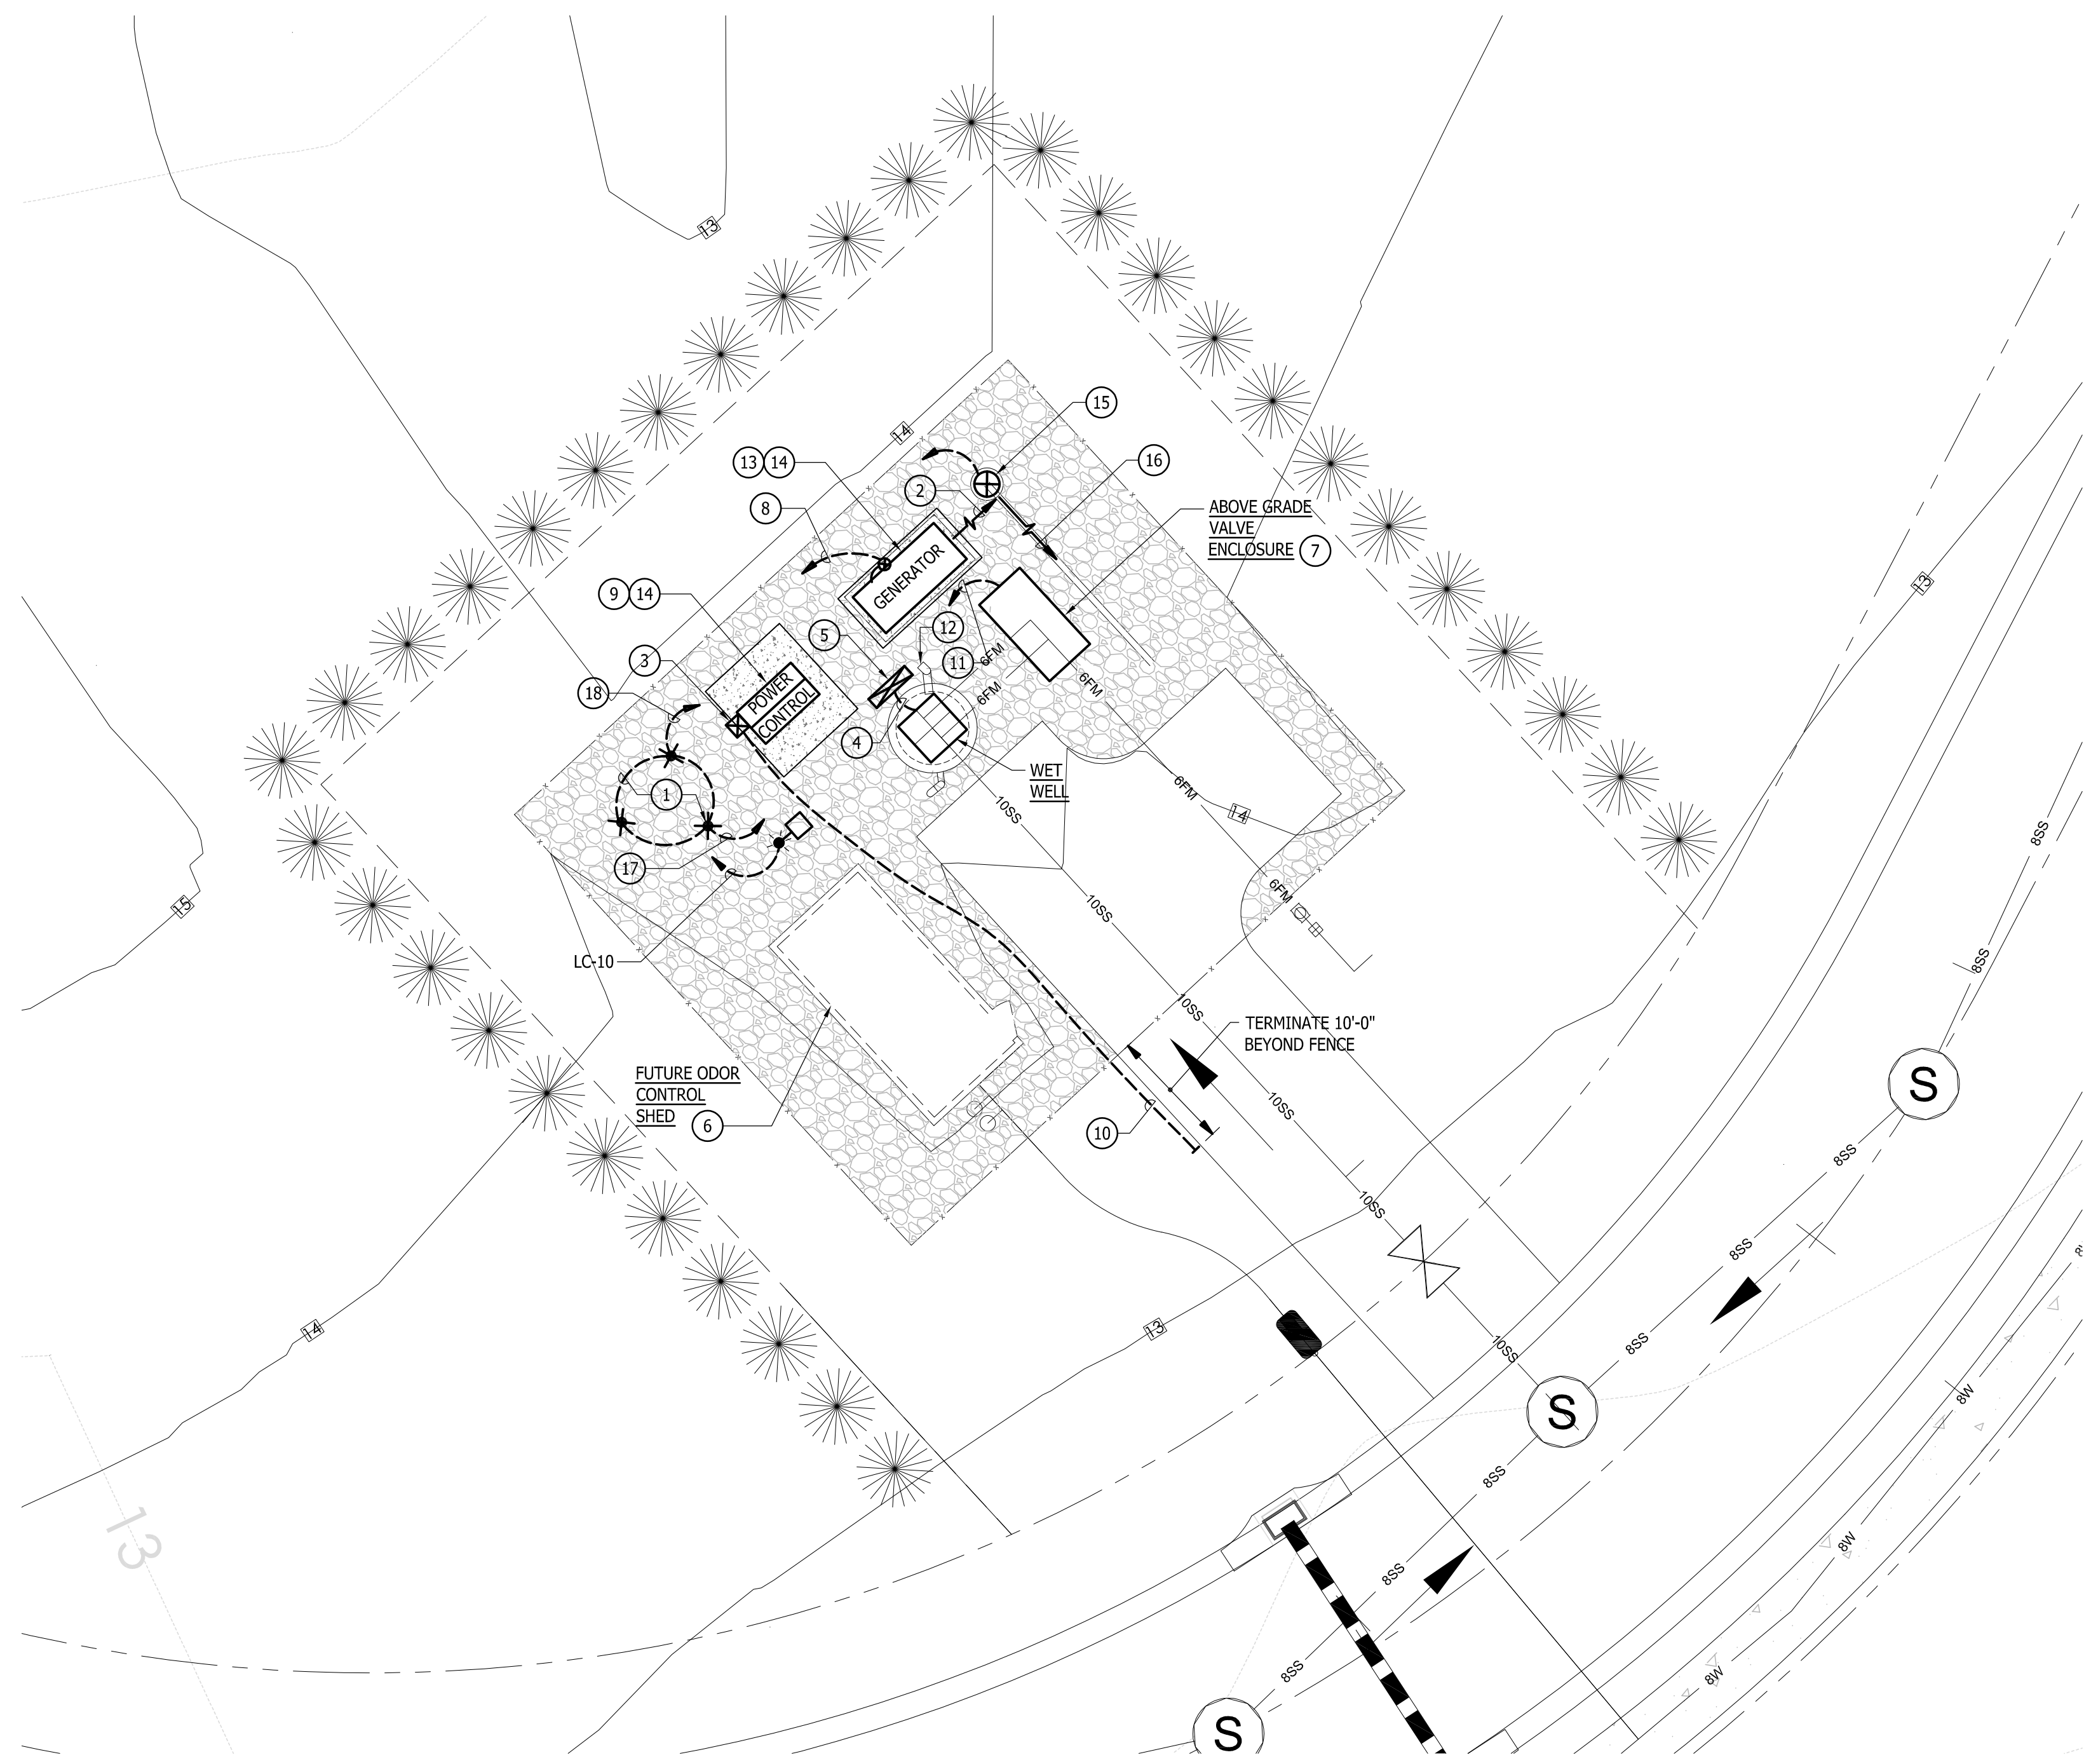 13
14
15
13 14
16
2
8
ABOVE GRADE
VALVE
ENCLOSURE 7
GENERATOR
9 14
13
5
12
3
11
6FM
18
POWER
CONTROL
6FM
6FM
4
WET
WELL
1
6FM
10SS
14
8SS
17
6FM
15
10SS
LC-10
8SS
10SS
TERMINATE 10'-0"
BEYOND FENCE
FUTURE ODOR
CONTROL
SHED 6
10
10SS
S
8SS
10SS
8SS
14
13
10SS
8SS
8W
S
8SS
13
8W
8SS
8SS
8W
S